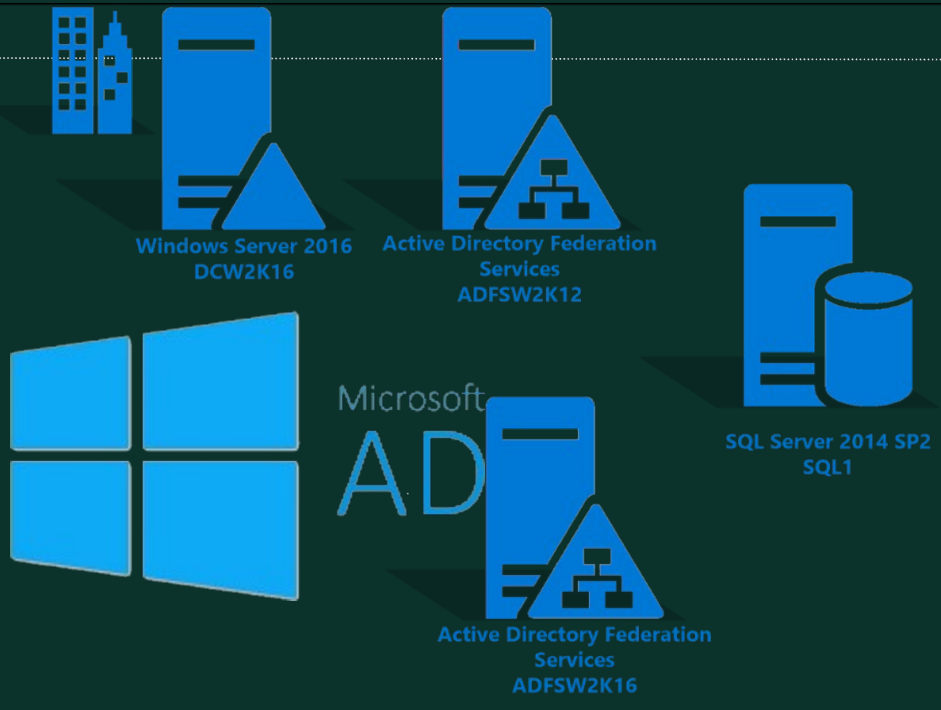 Windows Server 2016
DCW2K16
Active Directory Federation
Services
ADFSW2K12
SQL Server 2014 SP2
SQL1
Microsoft
AD
Active Directory Federation
Services
ADFSW2K16